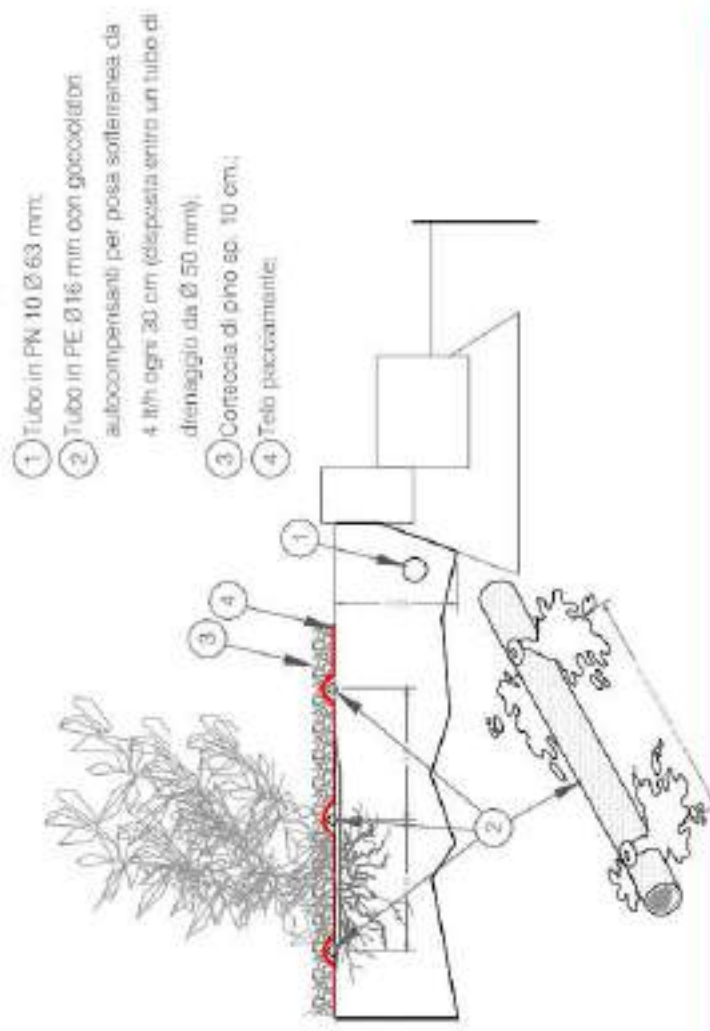 1 Tubo in PN 10 Ø 63 mm;
2 Tubo in PE Ø16 mm con gocciolatori
autocompensanti per posa sotterranea da
4 lt/h ogni 30 cm (disposta entro un tubo di
drenaggio da Ø 50 mm);
3 Corteccia di pino sp. 10 cm.;
4 Telo pacciamante;
3
4
1
2